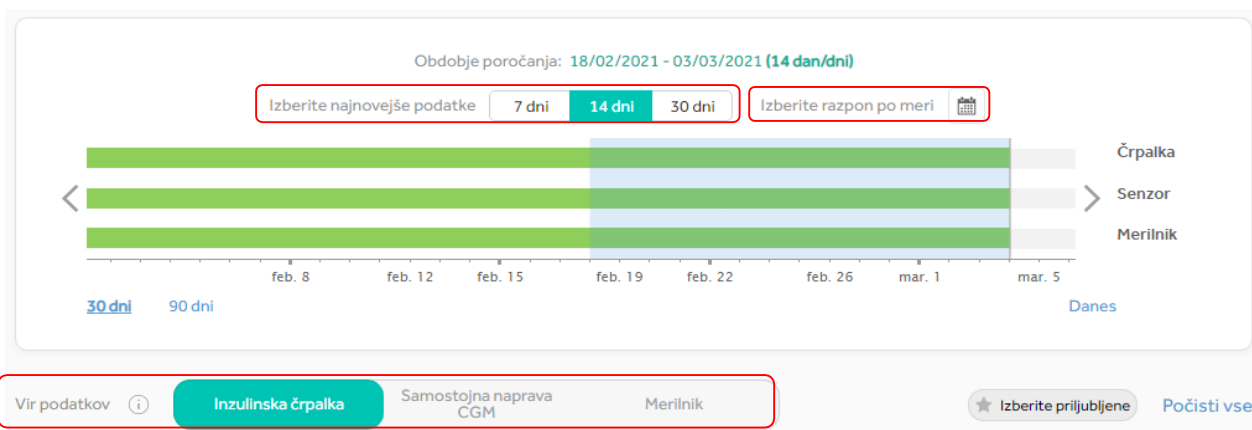 Obdobje poročanja: 18/02/2021 - 03/03/2021 (14 dan/dni)
Izberite najnovejše podatke 7 dni 14 dni 30 dni Izberite razpon po meri
Črpalka
Senzor
Merilnik
feb. 8 feb. 12 feb. 15 feb. 19 feb. 22 feb. 26 mar. 1 mar. 5
30 dni 90 dni Danes
Vir podatkov i Inzulinska črpalka Samostojna naprava
CGM Merilnik Izberite priljubljene Počisti vse